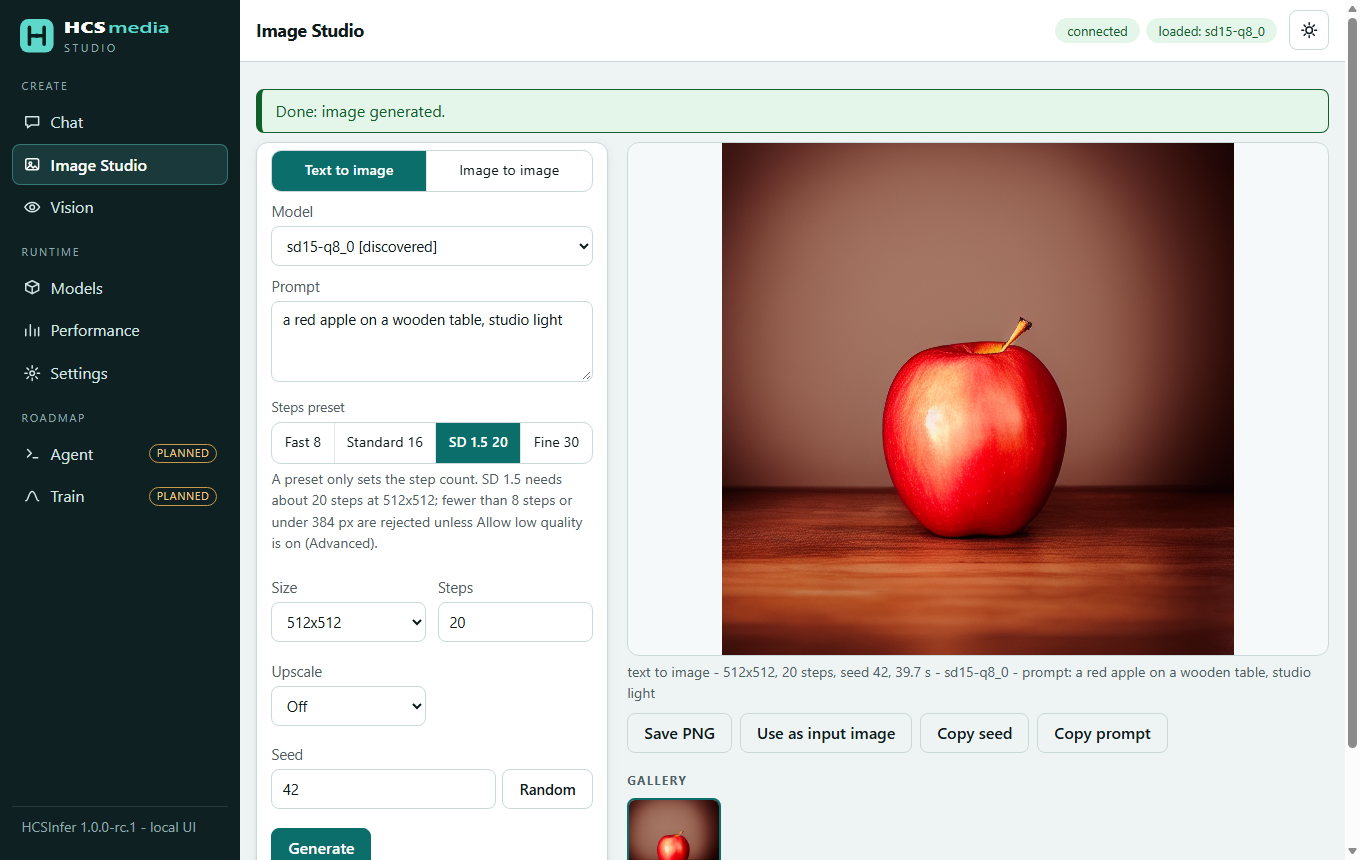 HCSmedia
STUDIO
CREATE
Chat
Image Studio
Vision
RUNTIME
Models
Performance
Settings
ROADMAP
Agent PLANNED
Train PLANNED
HCSInfer 1.0.0-rc.1 - local UI
Image Studio
connected loaded: sd15-q8_0
Done: image generated.
Text to image Image to image
Model
sd15-q8_0 [discovered]
Prompt
a red apple on a wooden table, studio light
Steps preset
Fast 8 Standard 16 SD 1.5 20 Fine 30
A preset only sets the step count. SD 1.5 needs
about 20 steps at 512x512; fewer than 8 steps or
under 384 px are rejected unless Allow low quality
is on (Advanced).
Size Steps
512x512 20
Upscale
Off
Seed
42 Random
Generate
text to image - 512x512, 20 steps, seed 42, 39.7 s - sd15-q8_0 - prompt: a red apple on a wooden table, studio
light
Save PNG Use as input image Copy seed Copy prompt
GALLERY